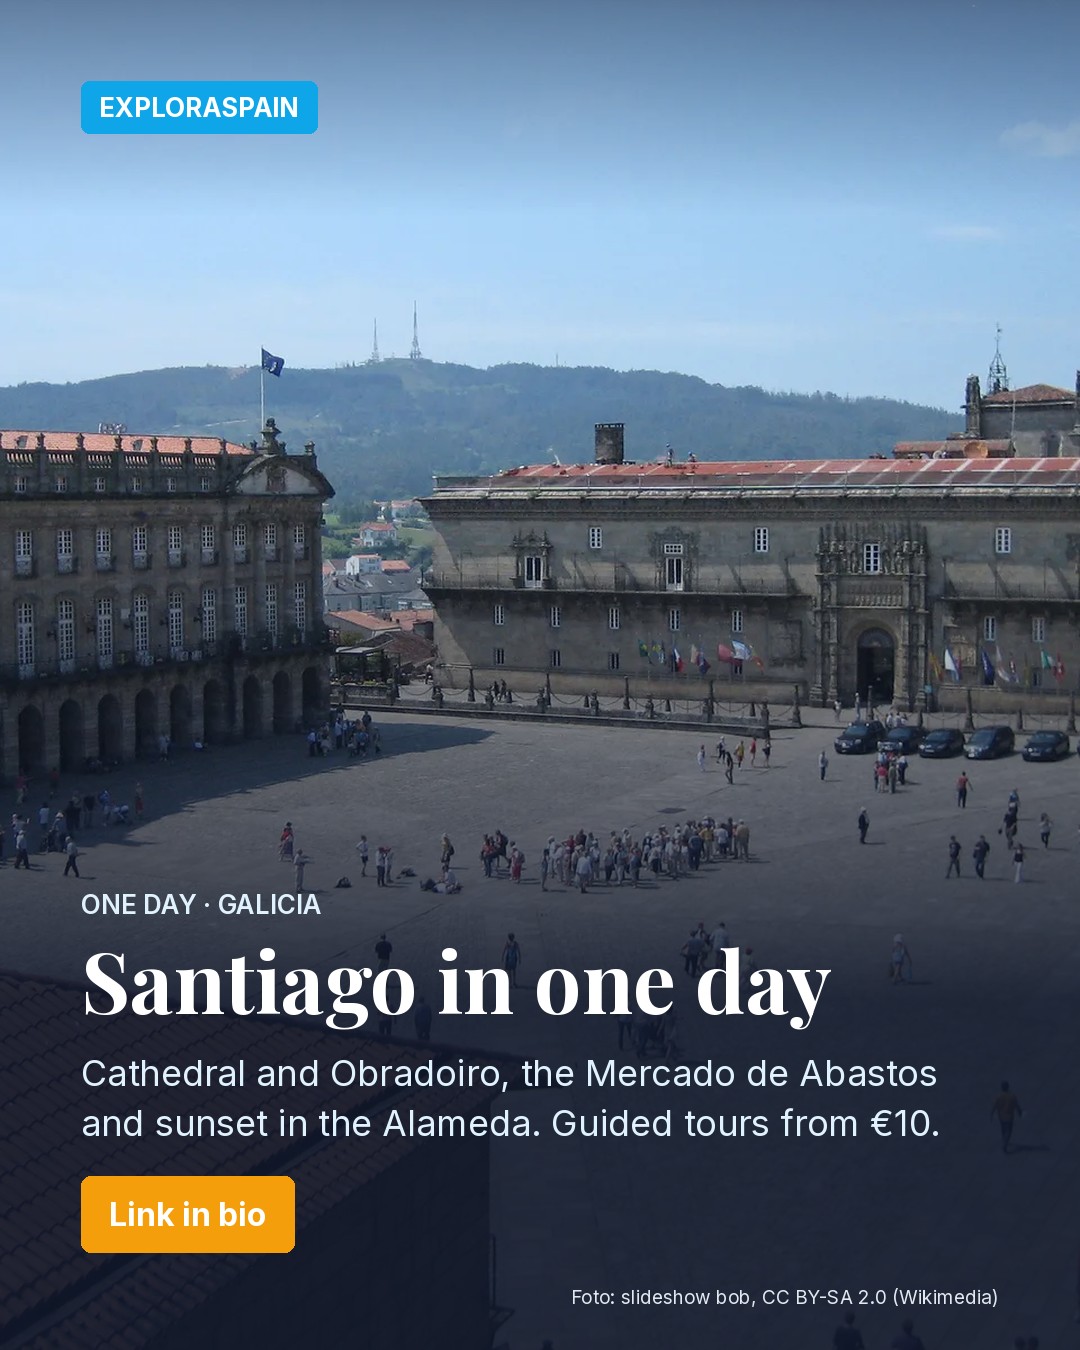 EXPLORASPAIN
ONE DAY · GALICIA
Santiago in one day
Cathedral and Obradoiro, the Mercado de Abastos
and sunset in the Alameda. Guided tours from €10.
Link in bio
Foto: slideshow bob, CC BY-SA 2.0 (Wikimedia)